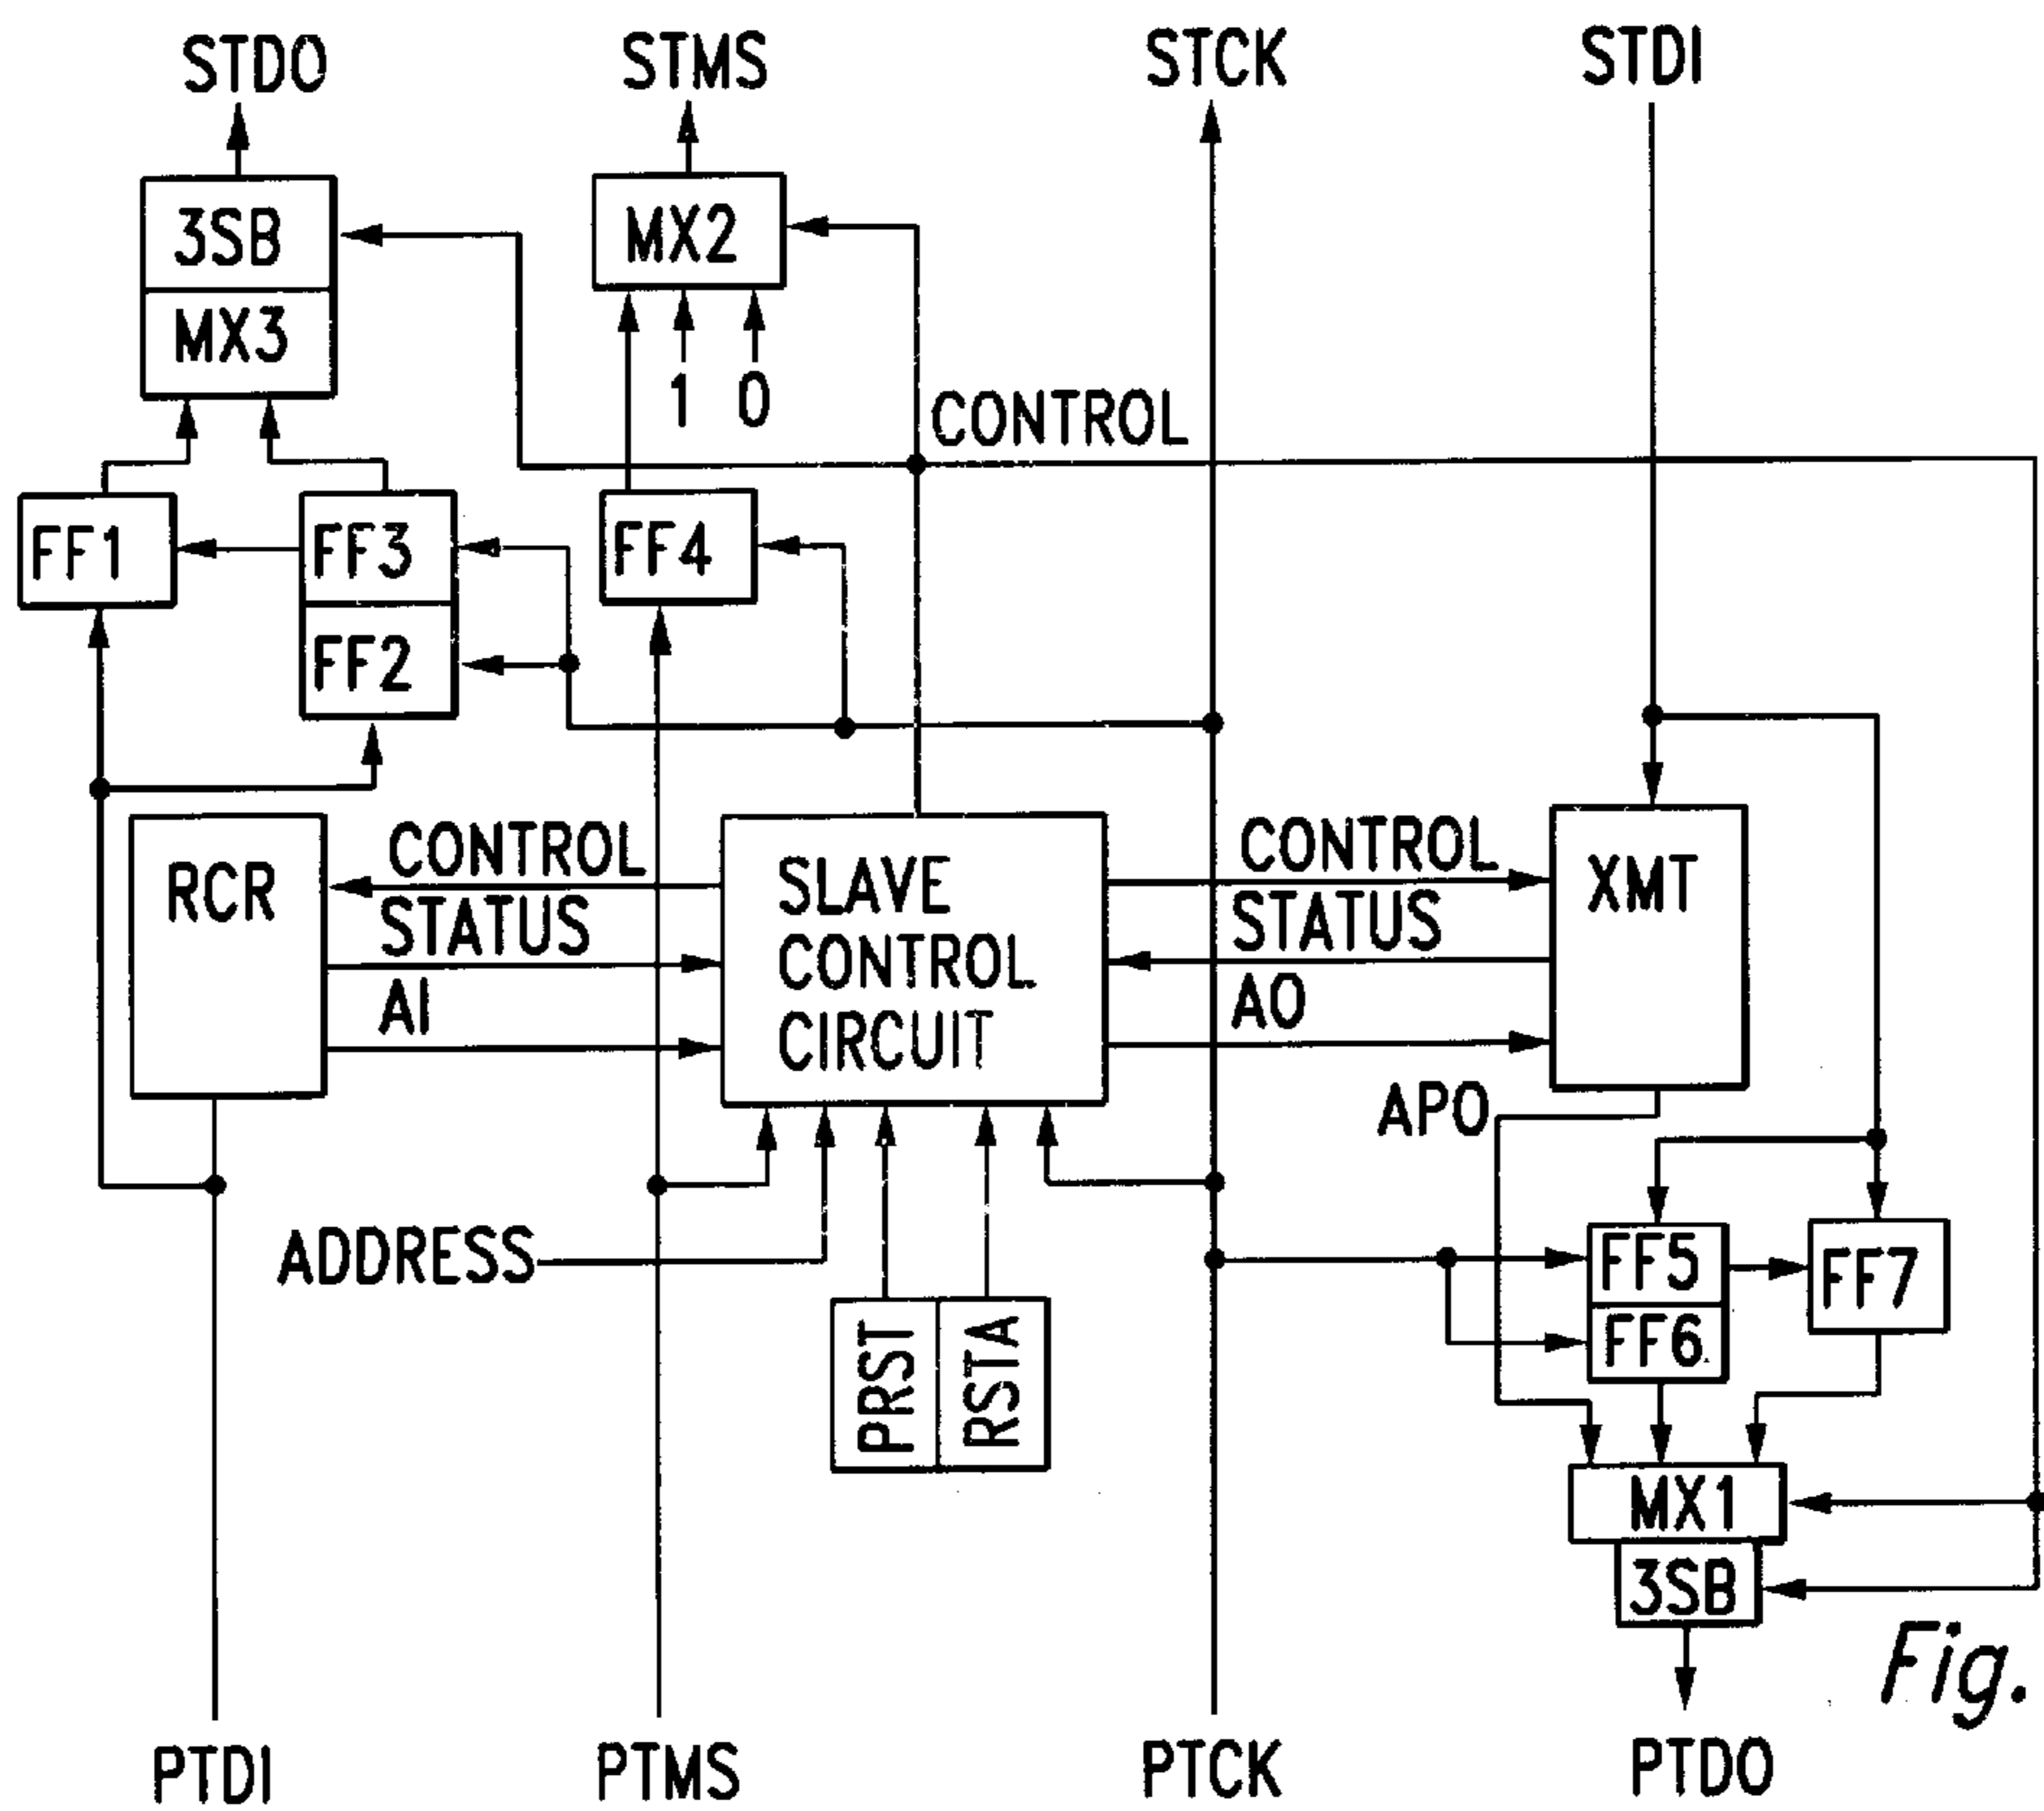 STDO STMS STCK STDI
3SB MX2
MX3
1 0
CONTROL
FF1 FF3 FF4
FF2
RCR
CONTROL
STATUS
AI
SLAVE
CONTROL
CIRCUIT
CONTROL
STATUS
AO
XMT
APO
ADDRESS
PRST RSTA
FF5 FF7
FF6
MX1
3SB
Fig.
PTDI PTMS PTCK PTDO